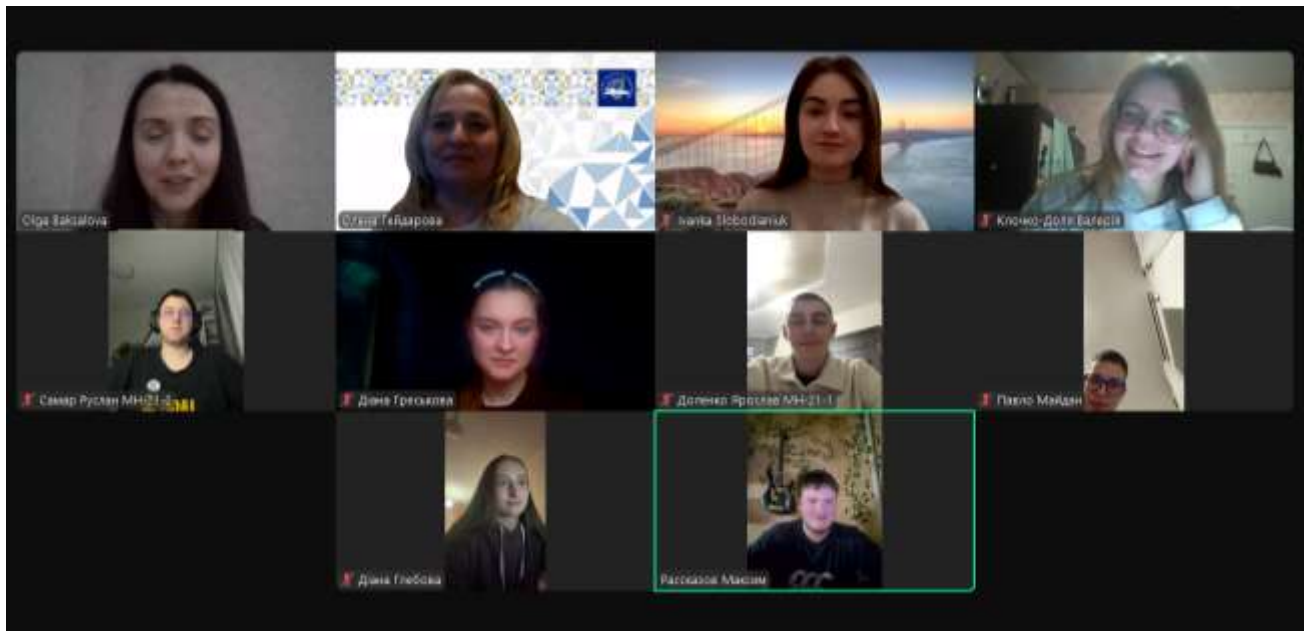 Olga Baksalova
Олена Гейдарова
Ivanka Slobodianiuk
Клочко-Доля Валерія
Самар Руслан МН-21-1
Діана Греськова
Доленко Ярослав МН-21-1
Павло Майдан
Діана Глебова
Рассказов Максим